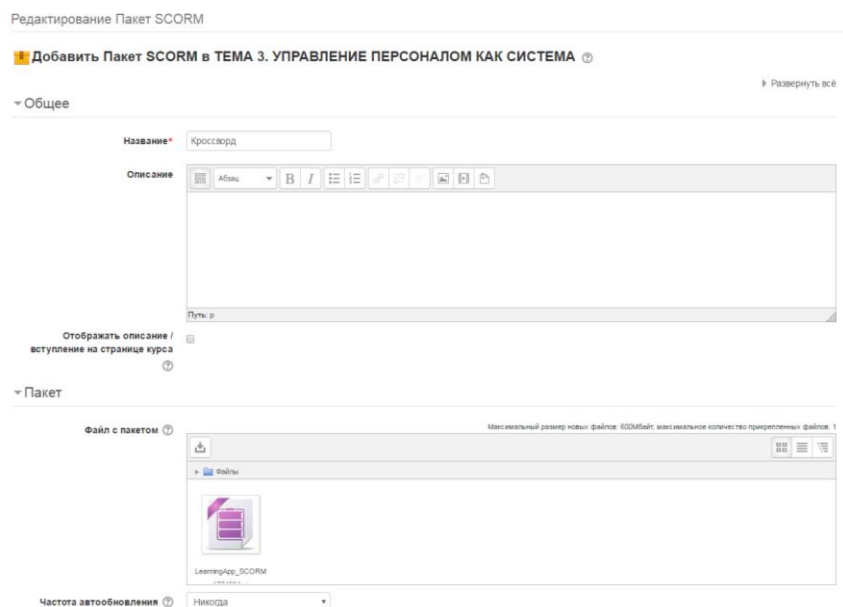 Редактирование Пакет SCORM
Добавить Пакет SCORM в ТЕМА 3. УПРАВЛЕНИЕ ПЕРСОНАЛОМ КАК СИСТЕМА
Развернуть всё
Общее
Название*
Кроссворд
Описание
Абзац
Путь: p
Отображать описание /
вступление на странице курса
Пакет
Файл с пакетом
Максимальный размер новых файлов: 600Мбайт, максимальное количество прикрепленных файлов: 1
Файлы
LearningApp_SCORM
Частота автообновления
Никогда